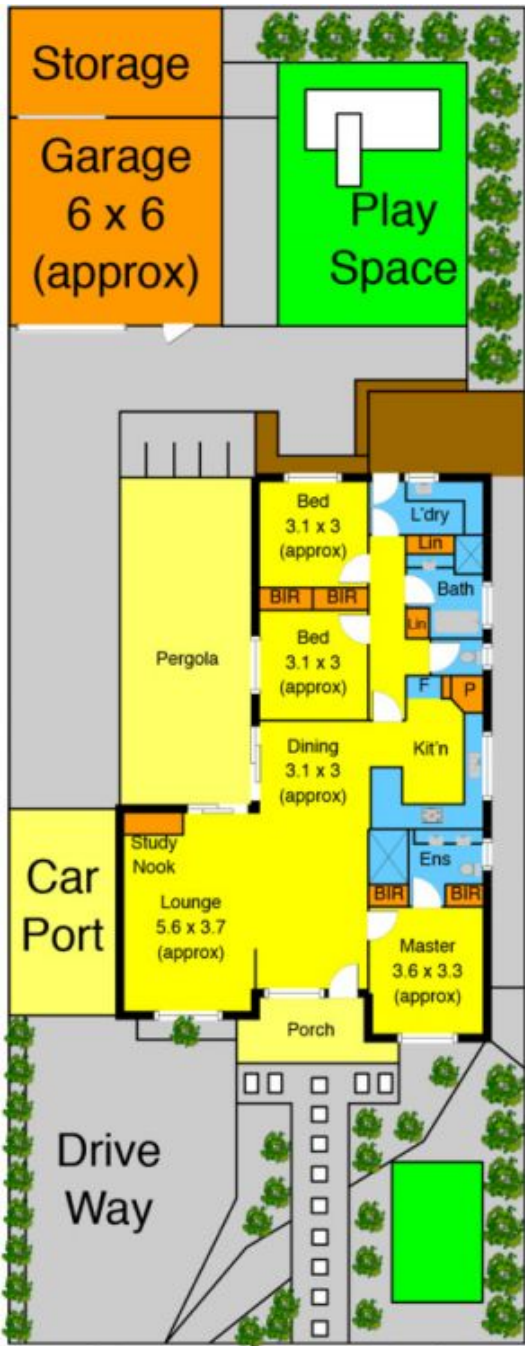 Storage
Garage
6 x 6
(approx)
Play
Space
Bed
3.1 x 3
(approx)
L'dry
Lin
BIR
BIR
Bath
Lin
Pergola
Bed
3.1 x 3
(approx)
F
P
Dining
3.1 x 3
(approx)
Kit'n
Study
Nook
Car
Port
Lounge
5.6 x 3.7
(approx)
Ens
BIR
BIR
Master
3.6 x 3.3
(approx)
Porch
Drive
Way